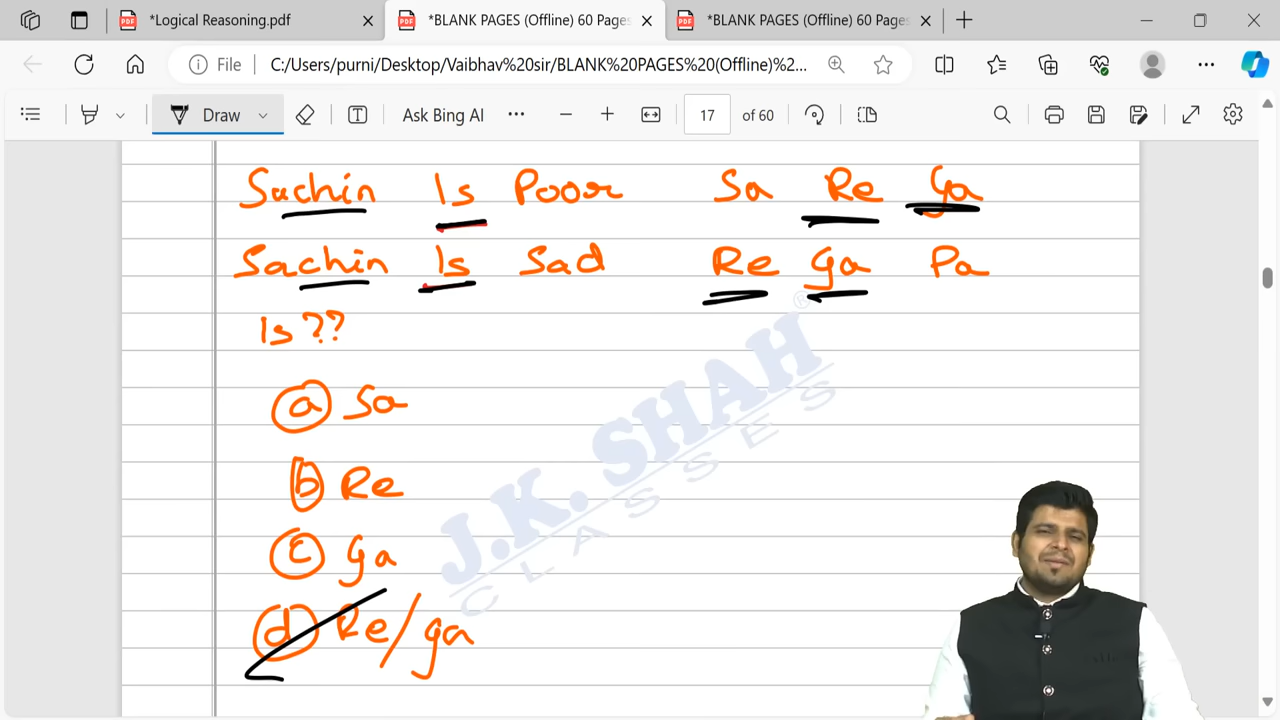 *Logical Reasoning.pdf
*BLANK PAGES (Offline) 60 Pages
*BLANK PAGES (Offline) 60 Pages
File
C:/Users/purni/Desktop/Vaibhav%20sir/BLANK%20PAGES%20(Offline)%2...
Draw
Ask Bing AI
17 of 60
Sachin Is Poor Sa Re Ga
Sachin Is Sad Re Ga Pa
Is ??
a Sa
b Re
c Ga
d Re/Ga
J.K. SHAH®
CLASSES